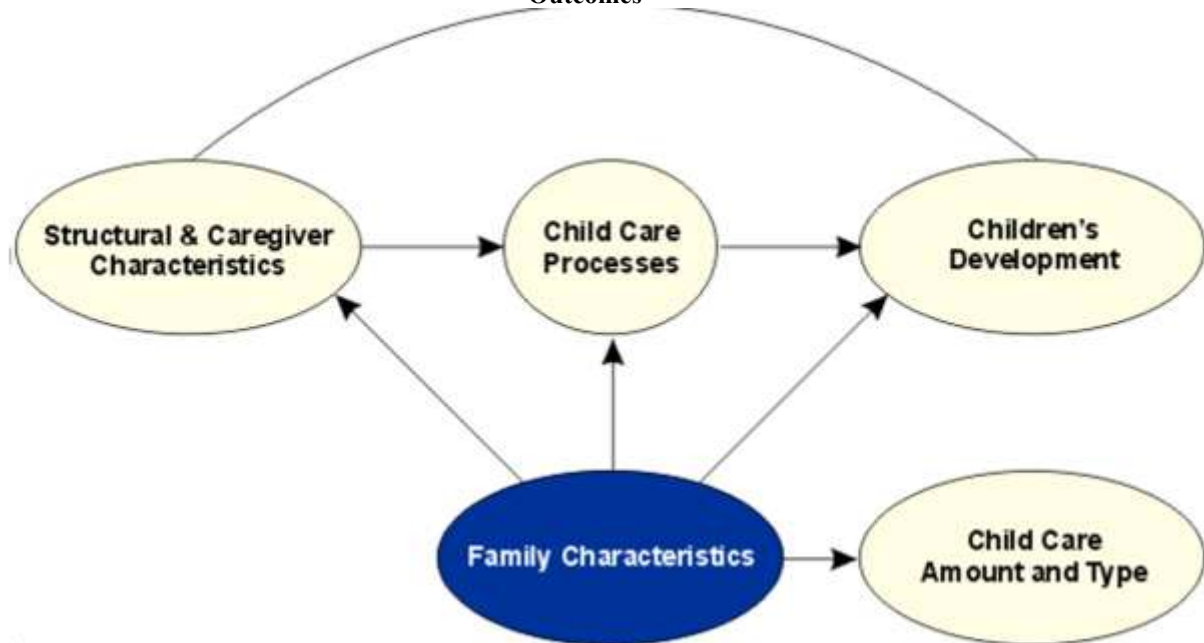 Outcomes
Structural & Caregiver
Characteristics
Child Care
Processes
Children's
Development
Family Characteristics
Child Care
Amount and Type